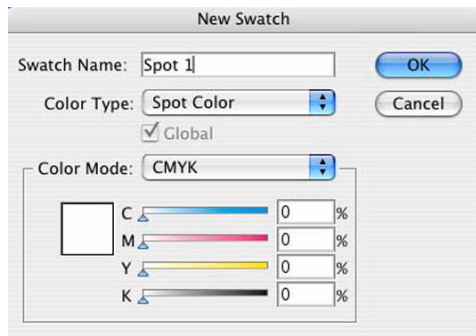 New Swatch
Swatch Name: Spot 1 OK
Color Type: Spot Color Cancel
Global
Color Mode: CMYK
C 0 %
M 0 %
Y 0 %
K 0 %